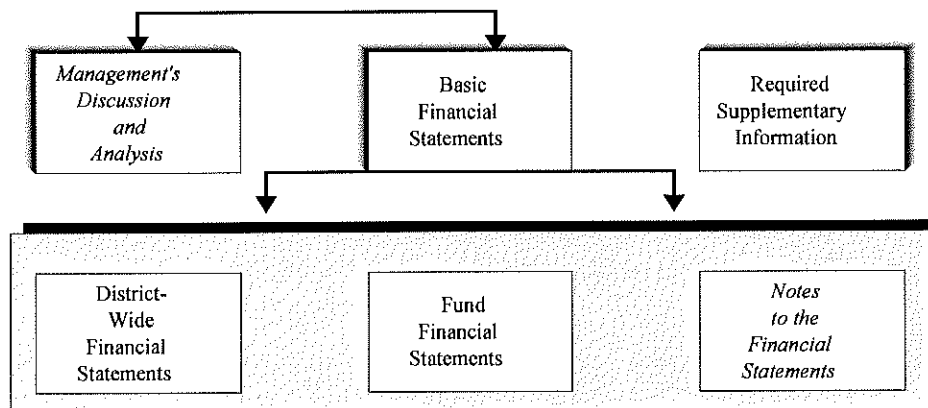 Management's
Discussion
and
Analysis
Basic
Financial
Statements
Required
Supplementary
Information
District-
Wide
Financial
Statements
Fund
Financial
Statements
Notes
to the
Financial
Statements